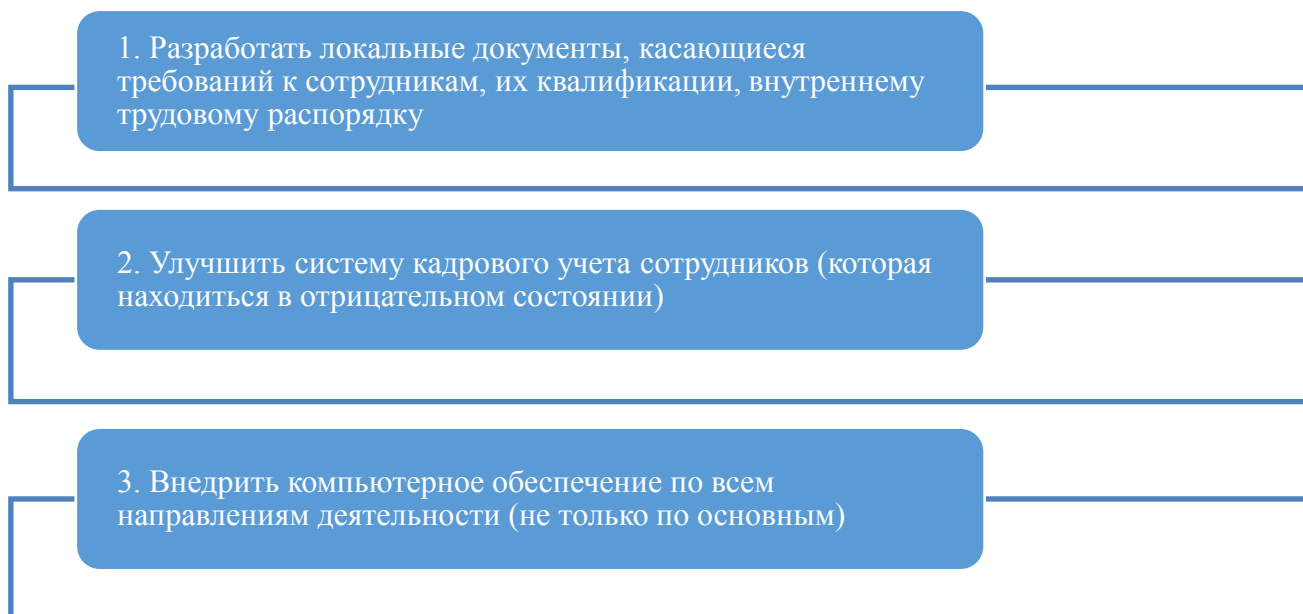 1. Разработать локальные документы, касающиеся
требований к сотрудникам, их квалификации, внутреннему
трудовому распорядку
2. Улучшить систему кадрового учета сотрудников (которая
находиться в отрицательном состоянии)
3. Внедрить компьютерное обеспечение по всем
направлениям деятельности (не только по основным)